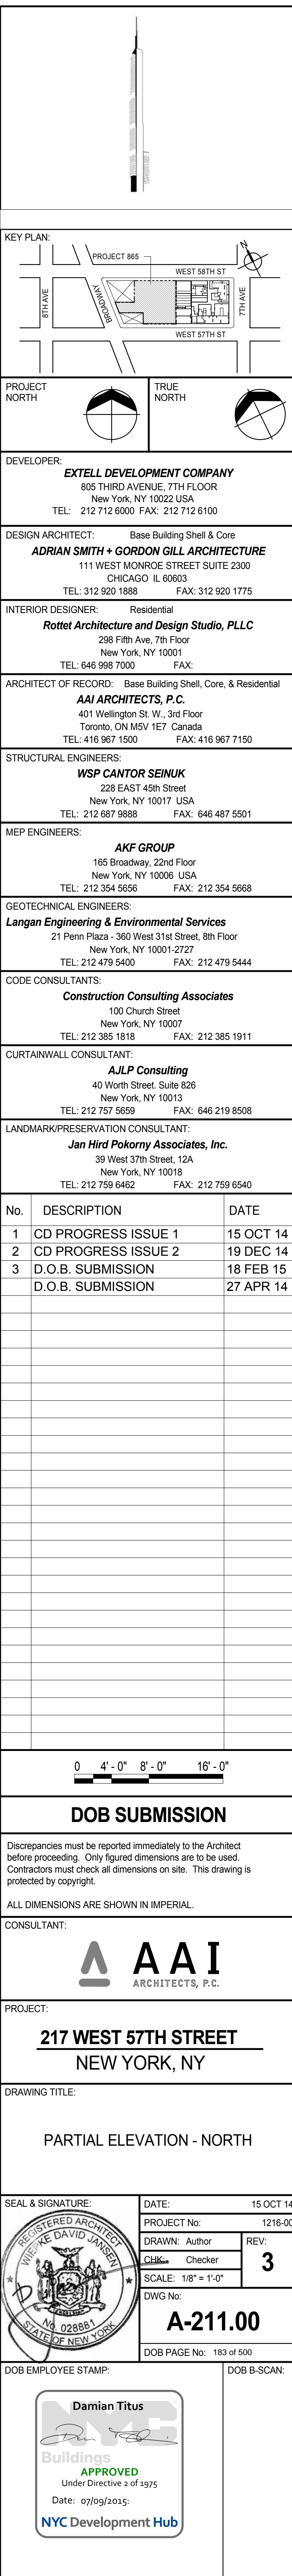 KEY PLAN:
PROJECT 865
WEST 58TH ST
N
8TH AVE
BROADWAY
7TH AVE
WEST 57TH ST
PROJECT
NORTH
TRUE
NORTH
DEVELOPER:
EXTELL DEVELOPMENT COMPANY
805 THIRD AVENUE, 7TH FLOOR
New York, NY 10022 USA
TEL: 212 712 6000 FAX: 212 712 6100
DESIGN ARCHITECT: Base Building Shell & Core
ADRIAN SMITH + GORDON GILL ARCHITECTURE
111 WEST MONROE STREET SUITE 2300
CHICAGO IL 60603
TEL: 312 920 1888 FAX: 312 920 1775
INTERIOR DESIGNER: Residential
Rottet Architecture and Design Studio, PLLC
298 Fifth Ave, 7th Floor
New York, NY 10001
TEL: 646 998 7000 FAX:
ARCHITECT OF RECORD: Base Building Shell, Core, & Residential
AAI ARCHITECTS, P.C.
401 Wellington St. W., 3rd Floor
Toronto, ON M5V 1E7 Canada
TEL: 416 967 1500 FAX: 416 967 7150
STRUCTURAL ENGINEERS:
WSP CANTOR SEINUK
228 EAST 45th Street
New York, NY 10017 USA
TEL: 212 687 9888 FAX: 646 487 5501
MEP ENGINEERS:
AKF GROUP
165 Broadway, 22nd Floor
New York, NY 10006 USA
TEL: 212 354 5656 FAX: 212 354 5668
GEOTECHNICAL ENGINEERS:
Langan Engineering & Environmental Services
21 Penn Plaza - 360 West 31st Street, 8th Floor
New York, NY 10001-2727
TEL: 212 479 5400 FAX: 212 479 5444
CODE CONSULTANTS:
Construction Consulting Associates
100 Church Street
New York, NY 10007
TEL: 212 385 1818 FAX: 212 385 1911
CURTAINWALL CONSULTANT:
AJLP Consulting
40 Worth Street. Suite 826
New York, NY 10013
TEL: 212 757 5659 FAX: 646 219 8508
LANDMARK/PRESERVATION CONSULTANT:
Jan Hird Pokorny Associates, Inc.
39 West 37th Street, 12A
New York, NY 10018
TEL: 212 759 6462 FAX: 212 759 6540
No. DESCRIPTION DATE
1 CD PROGRESS ISSUE 1 15 OCT 14
2 CD PROGRESS ISSUE 2 19 DEC 14
3 D.O.B. SUBMISSION 18 FEB 15
D.O.B. SUBMISSION 27 APR 14
0 4' - 0" 8' - 0" 16' - 0"
DOB SUBMISSION
Discrepancies must be reported immediately to the Architect
before proceeding. Only figured dimensions are to be used.
Contractors must check all dimensions on site. This drawing is
protected by copyright.
ALL DIMENSIONS ARE SHOWN IN IMPERIAL.
CONSULTANT:
AAI
ARCHITECTS, P.C.
PROJECT:
217 WEST 57TH STREET
NEW YORK, NY
DRAWING TITLE:
PARTIAL ELEVATION - NORTH
SEAL & SIGNATURE:
REGISTERED ARCHITECT
WIEPKE DAVID JANSSEN
No. 028881
STATE OF NEW YORK
DATE: 15 OCT 14
PROJECT No: 1216-00
DRAWN: Author
CHK: Checker
SCALE: 1/8" = 1'-0"
REV:
3
DWG No:
A-211.00
DOB PAGE No: 183 of 500
DOB EMPLOYEE STAMP:
DOB B-SCAN:
Damian Titus
NYC
Buildings
APPROVED
Under Directive 2 of 1975
Date: 07/09/2015:
NYC Development Hub